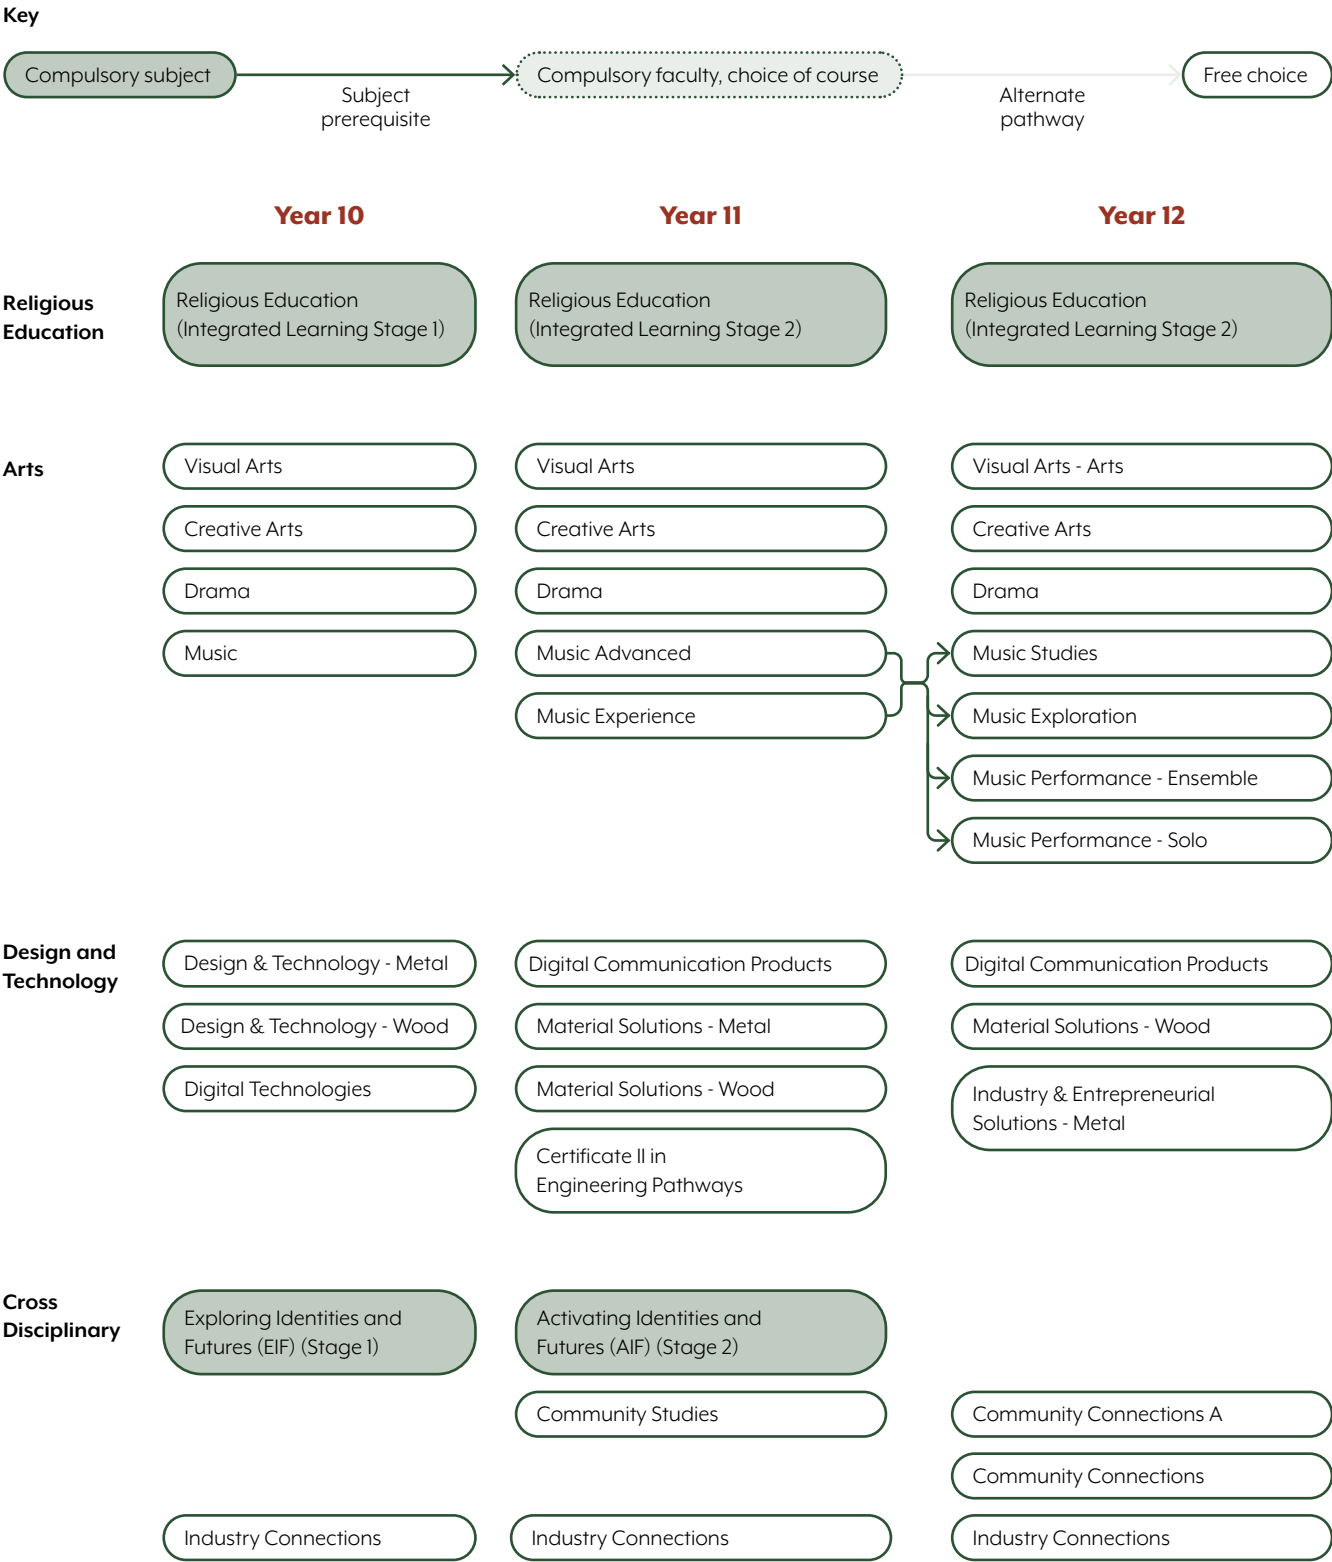 Key
Compulsory subject
Subject
prerequisite
Compulsory faculty, choice of course
Alternate
pathway
Free choice
Year 10
Year 11
Year 12
Religious
Education
Religious Education
(Integrated Learning Stage 1)
Religious Education
(Integrated Learning Stage 2)
Religious Education
(Integrated Learning Stage 2)
Arts
Visual Arts
Visual Arts
Visual Arts - Arts
Creative Arts
Creative Arts
Creative Arts
Drama
Drama
Drama
Music
Music Advanced
Music Studies
Music Experience
Music Exploration
Music Performance - Ensemble
Music Performance - Solo
Design and
Technology
Design & Technology - Metal
Digital Communication Products
Digital Communication Products
Design & Technology - Wood
Material Solutions - Metal
Material Solutions - Wood
Digital Technologies
Material Solutions - Wood
Industry & Entrepreneurial
Solutions - Metal
Certificate II in
Engineering Pathways
Cross
Disciplinary
Exploring Identities and
Futures (EIF) (Stage 1)
Activating Identities and
Futures (AIF) (Stage 2)
Community Studies
Community Connections A
Community Connections
Industry Connections
Industry Connections
Industry Connections